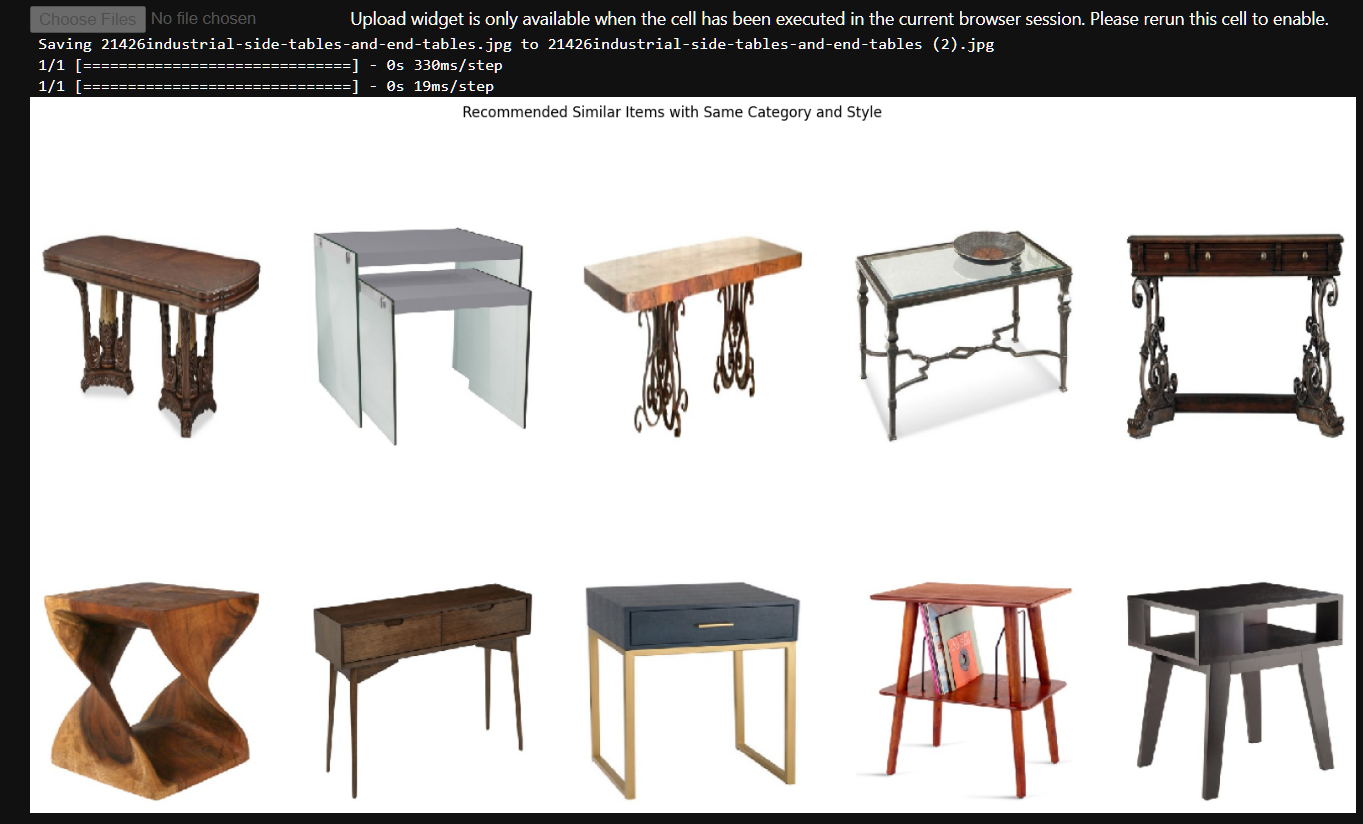 Choose Files No file chosen Upload widget is only available when the cell has been executed in the current browser session. Please rerun this cell to enable.
Saving 21426industrial-side-tables-and-end-tables.jpg to 21426industrial-side-tables-and-end-tables (2).jpg
1/1 [==============================] - 0s 330ms/step
1/1 [==============================] - 0s 19ms/step
Recommended Similar Items with Same Category and Style